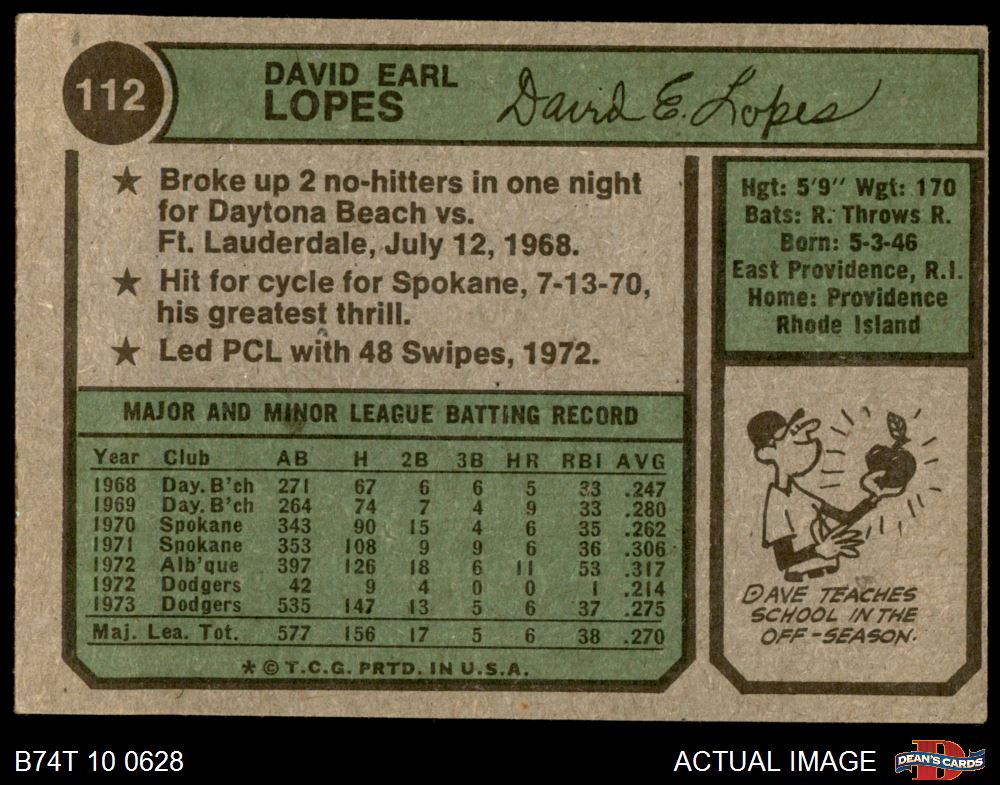 112
DAVID EARL
LOPES
David E. Lopes
★ Broke up 2 no-hitters in one night
for Daytona Beach vs.
Ft. Lauderdale, July 12, 1968.
★ Hit for cycle for Spokane, 7-13-70,
his greatest thrill.
★ Led PCL with 48 Swipes, 1972.
Hgt: 5'9" Wgt: 170
Bats: R. Throws R.
Born: 5-3-46
East Providence, R.I.
Home: Providence
Rhode Island
MAJOR AND MINOR LEAGUE BATTING RECORD
Year Club AB H 2B 3B HR RBI AVG
1968 Day. B'ch 271 67 6 6 5 33 .247
1969 Day. B'ch 264 74 7 4 9 33 .280
1970 Spokane 343 90 15 4 6 35 .262
1971 Spokane 353 108 9 9 6 36 .306
1972 Alb'que 397 126 18 6 11 53 .317
1972 Dodgers 42 9 4 0 0 1 .214
1973 Dodgers 535 147 13 5 6 37 .275
Maj. Lea. Tot. 577 156 17 5 6 38 .270
* © T.C.G. PRTD. IN U.S.A.
DAVE TEACHES
SCHOOL IN THE
OFF-SEASON.
B74T 10 0628
ACTUAL IMAGE
D
DEAN'S CARDS